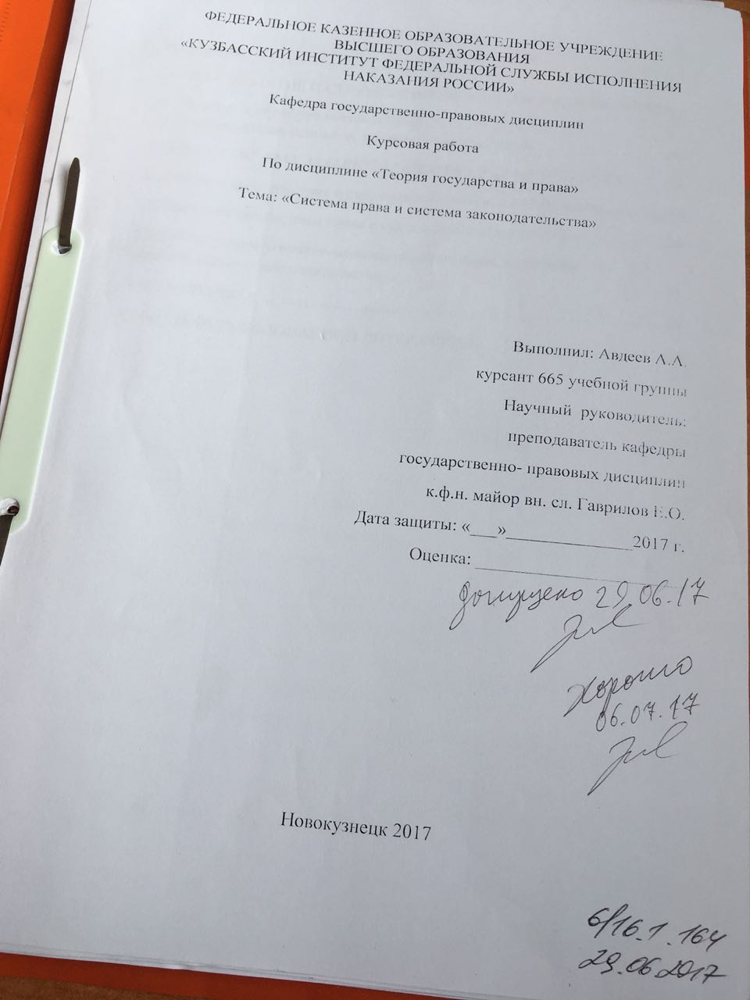 ФЕДЕРАЛЬНОЕ КАЗЕННОЕ ОБРАЗОВАТЕЛЬНОЕ УЧРЕЖДЕНИЕ
ВЫСШЕГО ОБРАЗОВАНИЯ
«КУЗБАССКИЙ ИНСТИТУТ ФЕДЕРАЛЬНОЙ СЛУЖБЫ ИСПОЛНЕНИЯ
НАКАЗАНИЯ РОССИИ»
Кафедра государственно-правовых дисциплин
Курсовая работа
По дисциплине «Теория государства и права»
Тема: «Система права и система законодательства»
Выполнил: Авдеев А.А.
курсант 665 учебной группы
Научный руководитель:
преподаватель кафедры
государственно- правовых дисциплин
к.ф.н. майор вн. сл. Гаврилов Е.О.
Дата защиты: «___»______________2017 г.
Оценка: ______________________
Допущено 29.06.17
Хорошо
06.07.17
Новокузнецк 2017
6/16.1.164
29.06.2017